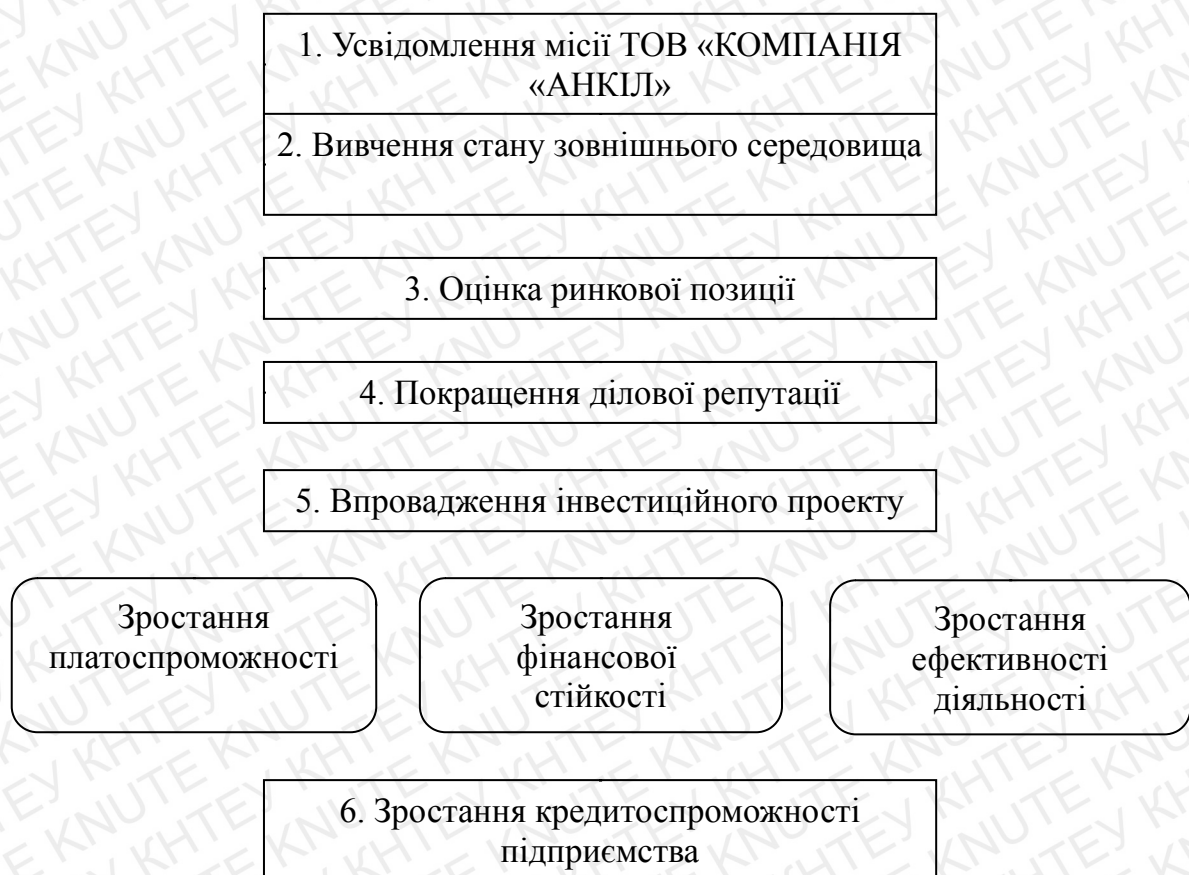 1. Усвідомлення місії ТОВ «КОМПАНІЯ
«АНКІЛ»
2. Вивчення стану зовнішнього середовища
3. Оцінка ринкової позиції
4. Покращення ділової репутації
5. Впровадження інвестиційного проекту
Зростання
платоспроможності
Зростання
фінансової
стійкості
Зростання
ефективності
діяльності
6. Зростання кредитоспроможності
підприємства